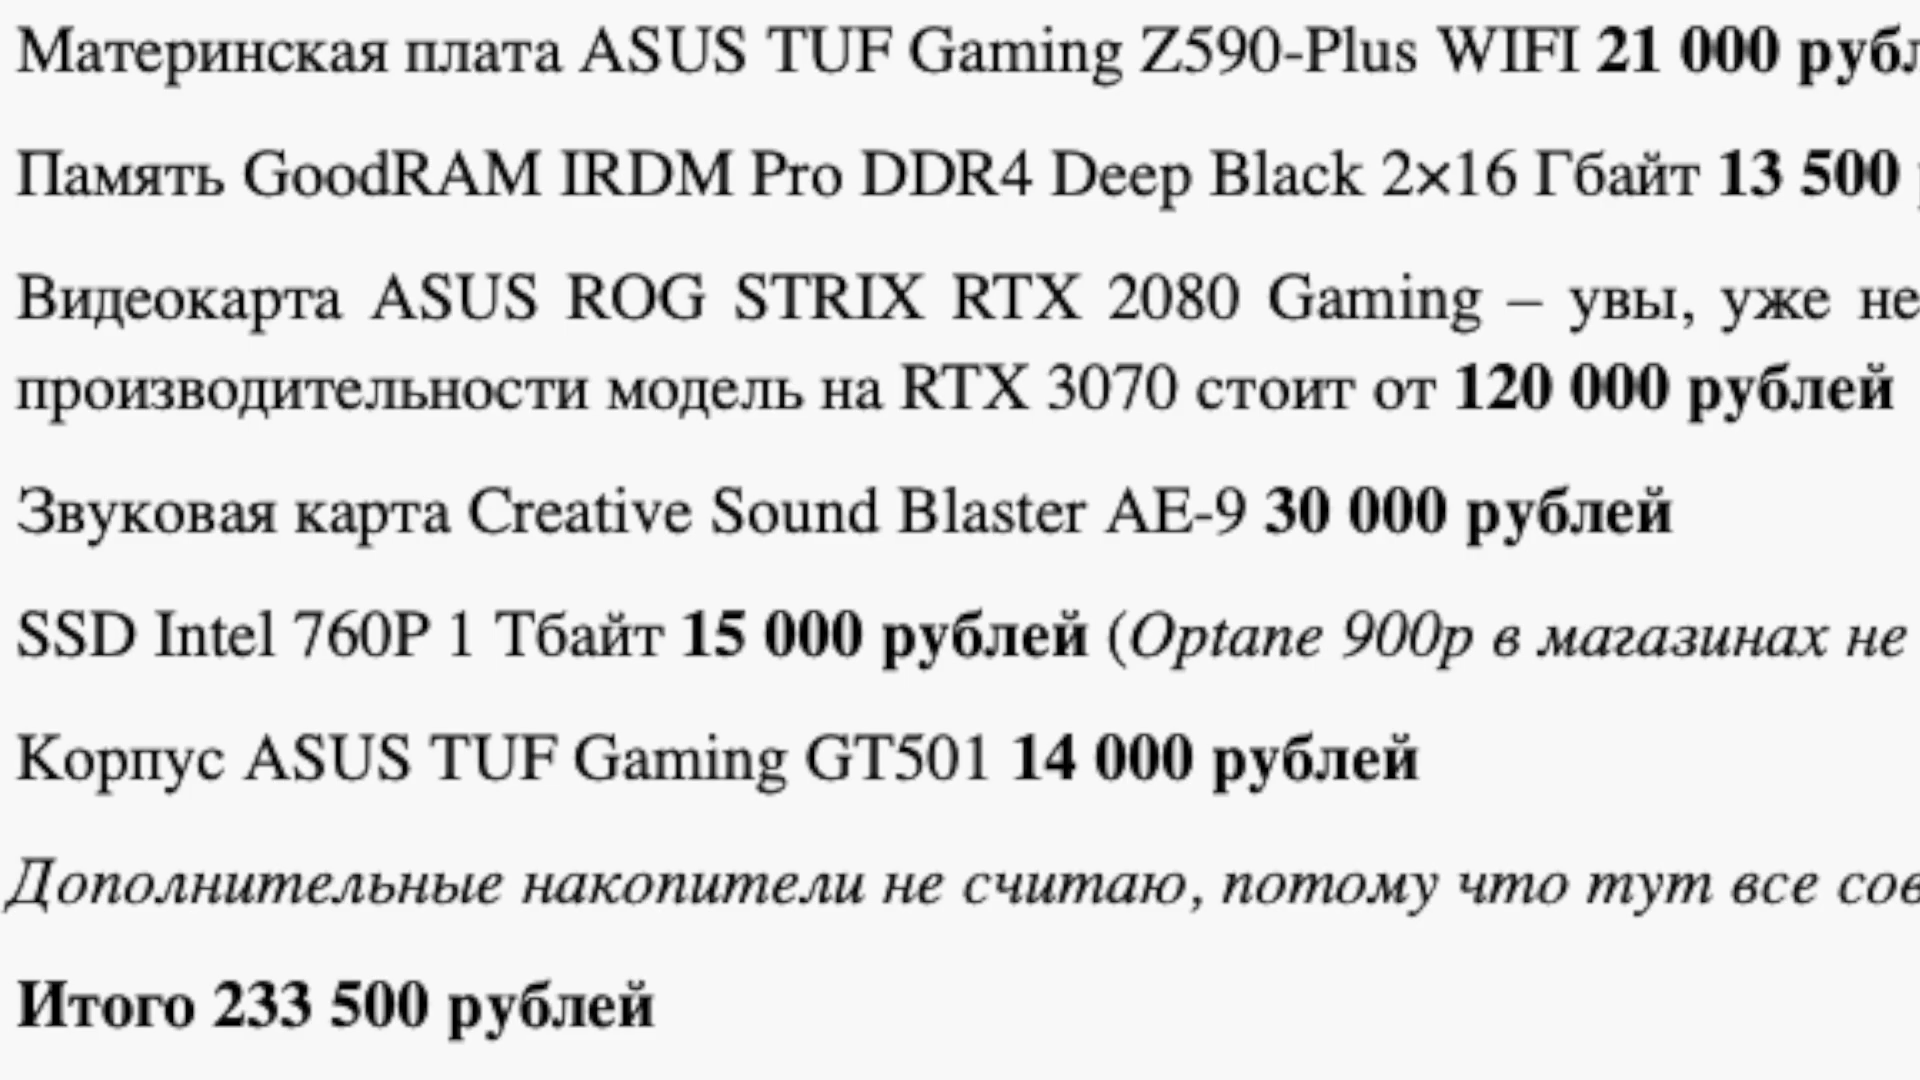 Материнская плата ASUS TUF Gaming Z590-Plus WIFI 21 000 рубл
Память GoodRAM IRDM Pro DDR4 Deep Black 2×16 Гбайт 13 500
Видеокарта ASUS ROG STRIX RTX 2080 Gaming – увы, уже не
производительности модель на RTX 3070 стоит от 120 000 рублей
Звуковая карта Creative Sound Blaster AE-9 30 000 рублей
SSD Intel 760P 1 Тбайт 15 000 рублей (Optane 900p в магазинах не
Корпус ASUS TUF Gaming GT501 14 000 рублей
Дополнительные накопители не считаю, потому что тут все сов
Итого 233 500 рублей